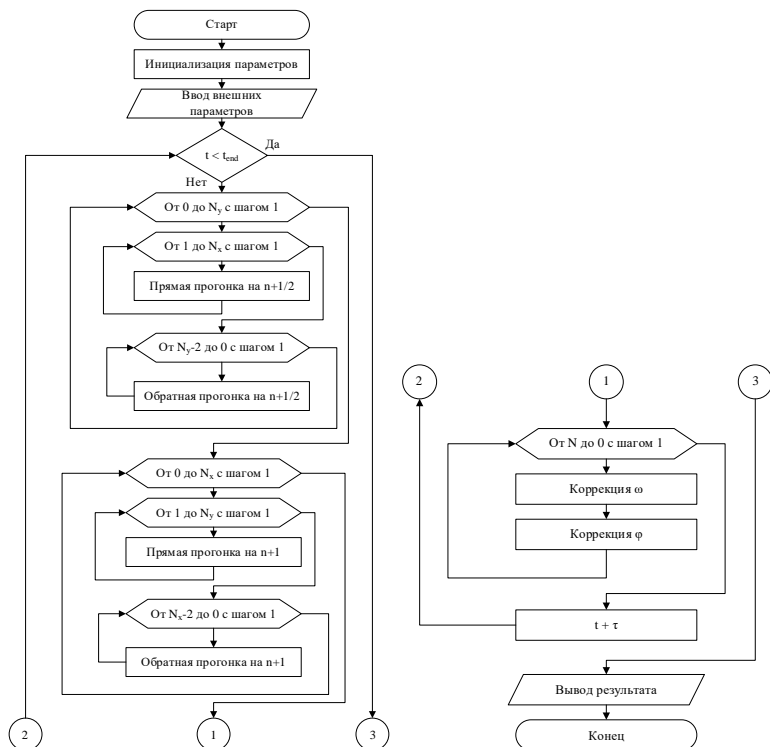 Старт
Инициализация параметров
Ввод внешних
параметров
t < t_end
Да
Нет
От 0 до N_y с шагом 1
От 1 до N_x с шагом 1
Прямая прогонка на n+1/2
От N_y-2 до 0 с шагом 1
Обратная прогонка на n+1/2
От 0 до N_x с шагом 1
От 1 до N_y с шагом 1
Прямая прогонка на n+1
От N_x-2 до 0 с шагом 1
Обратная прогонка на n+1
2
1
3
2
1
3
От N до 0 с шагом 1
Коррекция ω
Коррекция φ
t + τ
Вывод результата
Конец